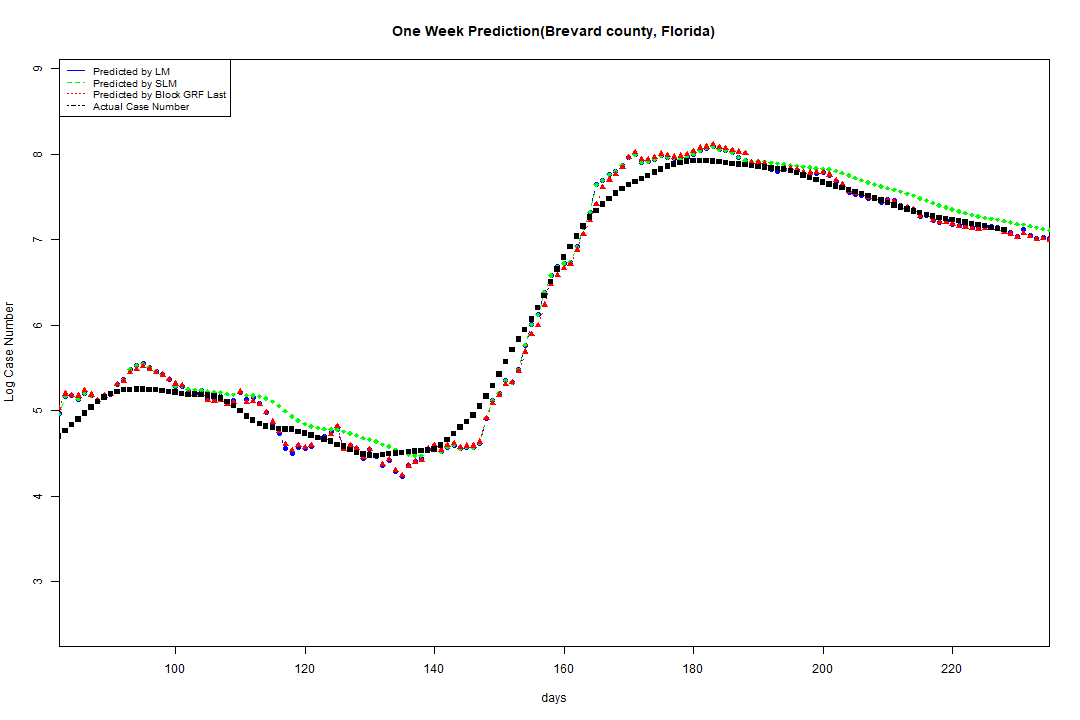 One Week Prediction(Brevard county, Florida)
Predicted by LM
Predicted by SLM
Predicted by Block GRF Last
Actual Case Number
9
8
7
6
5
4
3
Log Case Number
100 120 140 160 180 200 220
days